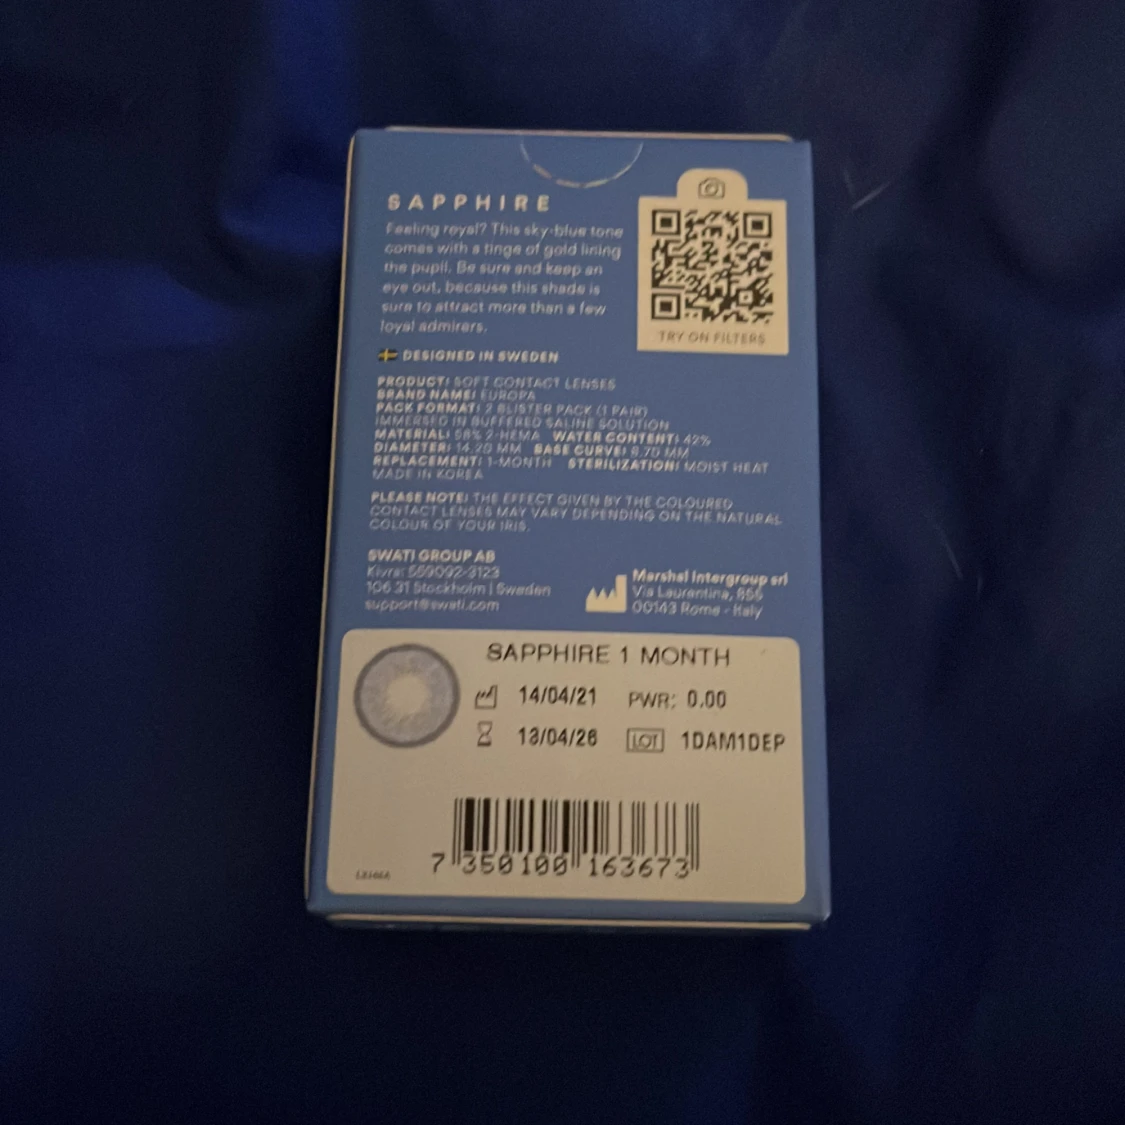 SAPPHIRE
Feeling royal? This sky-blue tone
comes with a tinge of gold lining
the pupil. Be sure and keep an
eye out, because this shade is
sure to attract more than a few
loyal admirers.
TRY ON FILTERS
DESIGNED IN SWEDEN
PRODUCT: SOFT CONTACT LENSES
BRAND NAME: EUROPA
PACK FORMAT: 2 BLISTER PACK (1 PAIR)
IMMERSED IN BUFFERED SALINE SOLUTION
MATERIAL: 58% 2-HEMA WATER CONTENT: 42%
DIAMETER: 14.20 MM BASE CURVE: 8.70 MM
REPLACEMENT: 1-MONTH STERILIZATION: MOIST HEAT
MADE IN KOREA
PLEASE NOTE: THE EFFECT GIVEN BY THE COLOURED
CONTACT LENSES MAY VARY DEPENDING ON THE NATURAL
COLOUR OF YOUR IRIS.
SWATI GROUP AB
Kivra: 559092-3123
106 31 Stockholm | Sweden
support@swati.com
Marshal Intergroup srl
Via Laurentina, 856
00143 Rome - Italy
SAPPHIRE 1 MONTH
14/04/21 PWR: 0.00
13/04/26 LOT 1DAM1DEP
7 350100 163673